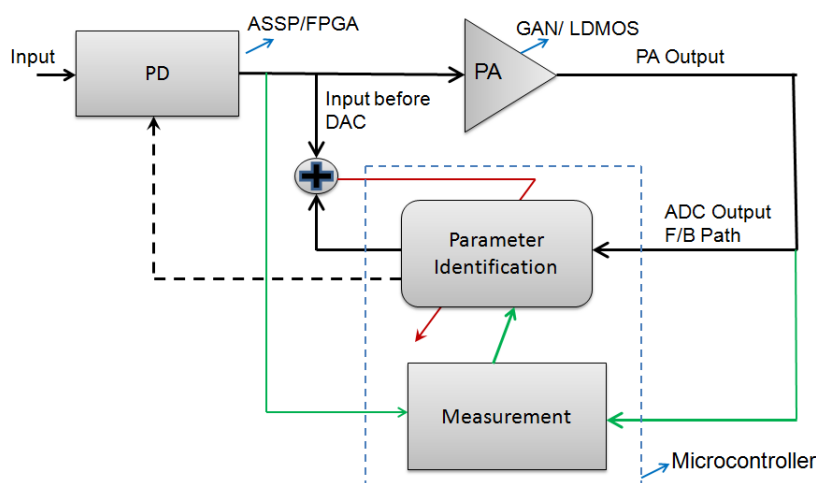 ASSP/FPGA
GAN/ LDMOS
Input
PD
PA
PA Output
Input before
DAC
ADC Output
F/B Path
Parameter
Identification
Measurement
Microcontroller